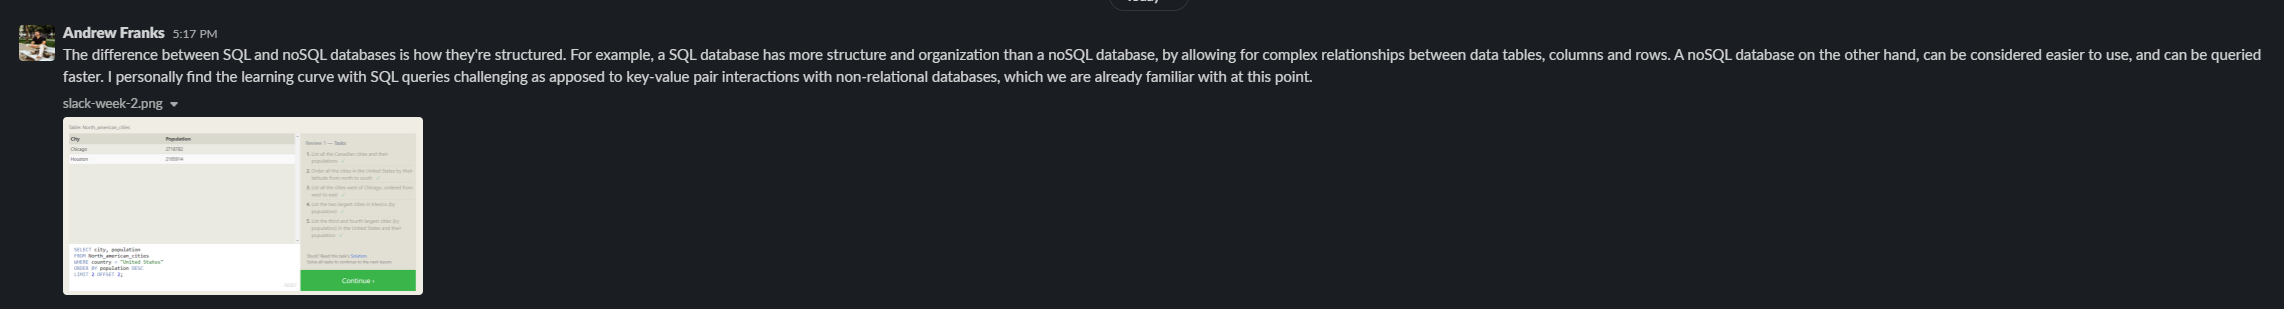 Today
Andrew Franks 5:17 PM
The difference between SQL and noSQL databases is how they're structured. For example, a SQL database has more structure and organization than a noSQL database, by allowing for complex relationships between data tables, columns and rows. A noSQL database on the other hand, can be considered easier to use, and can be queried
faster. I personally find the learning curve with SQL queries challenging as apposed to key-value pair interactions with non-relational databases, which we are already familiar with at this point.
slack-week-2.png
Table: North_american_cities
City Population
Chicago 2718782
Houston 2195914
Review 1 — Tasks
1. List all the Canadian cities and their
populations ✓
2. Order all the cities in the United States by their
latitude from north to south ✓
3. List all the cities west of Chicago, ordered from
west to east ✓
4. List the two largest cities in Mexico (by
population) ✓
5. List the third and fourth largest cities (by
population) in the United States and their
population ✓
SELECT city, population
FROM North_american_cities
WHERE country = "United States"
ORDER BY population DESC
LIMIT 2 OFFSET 2;
RESET
Stuck? Read this task's Solution.
Solve all tasks to continue to the next lesson.
Continue ›